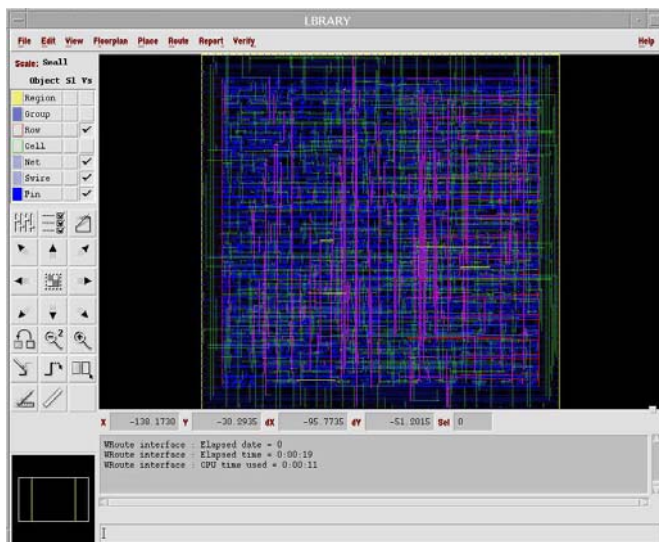 LBRARY
File Edit View Floorplan Place Route Report Verify Help
Scale: Small
Object Sl Vs
Region
Group
Row
Cell
Net
Swire
Pin
X -138.1730 Y -30.2935 dX -95.7735 dY -51.2015 Sel 0
WRoute interface : Elapsed date = 0
WRoute interface : Elapsed time = 0:00:19
WRoute interface : CPU time used = 0:00:11